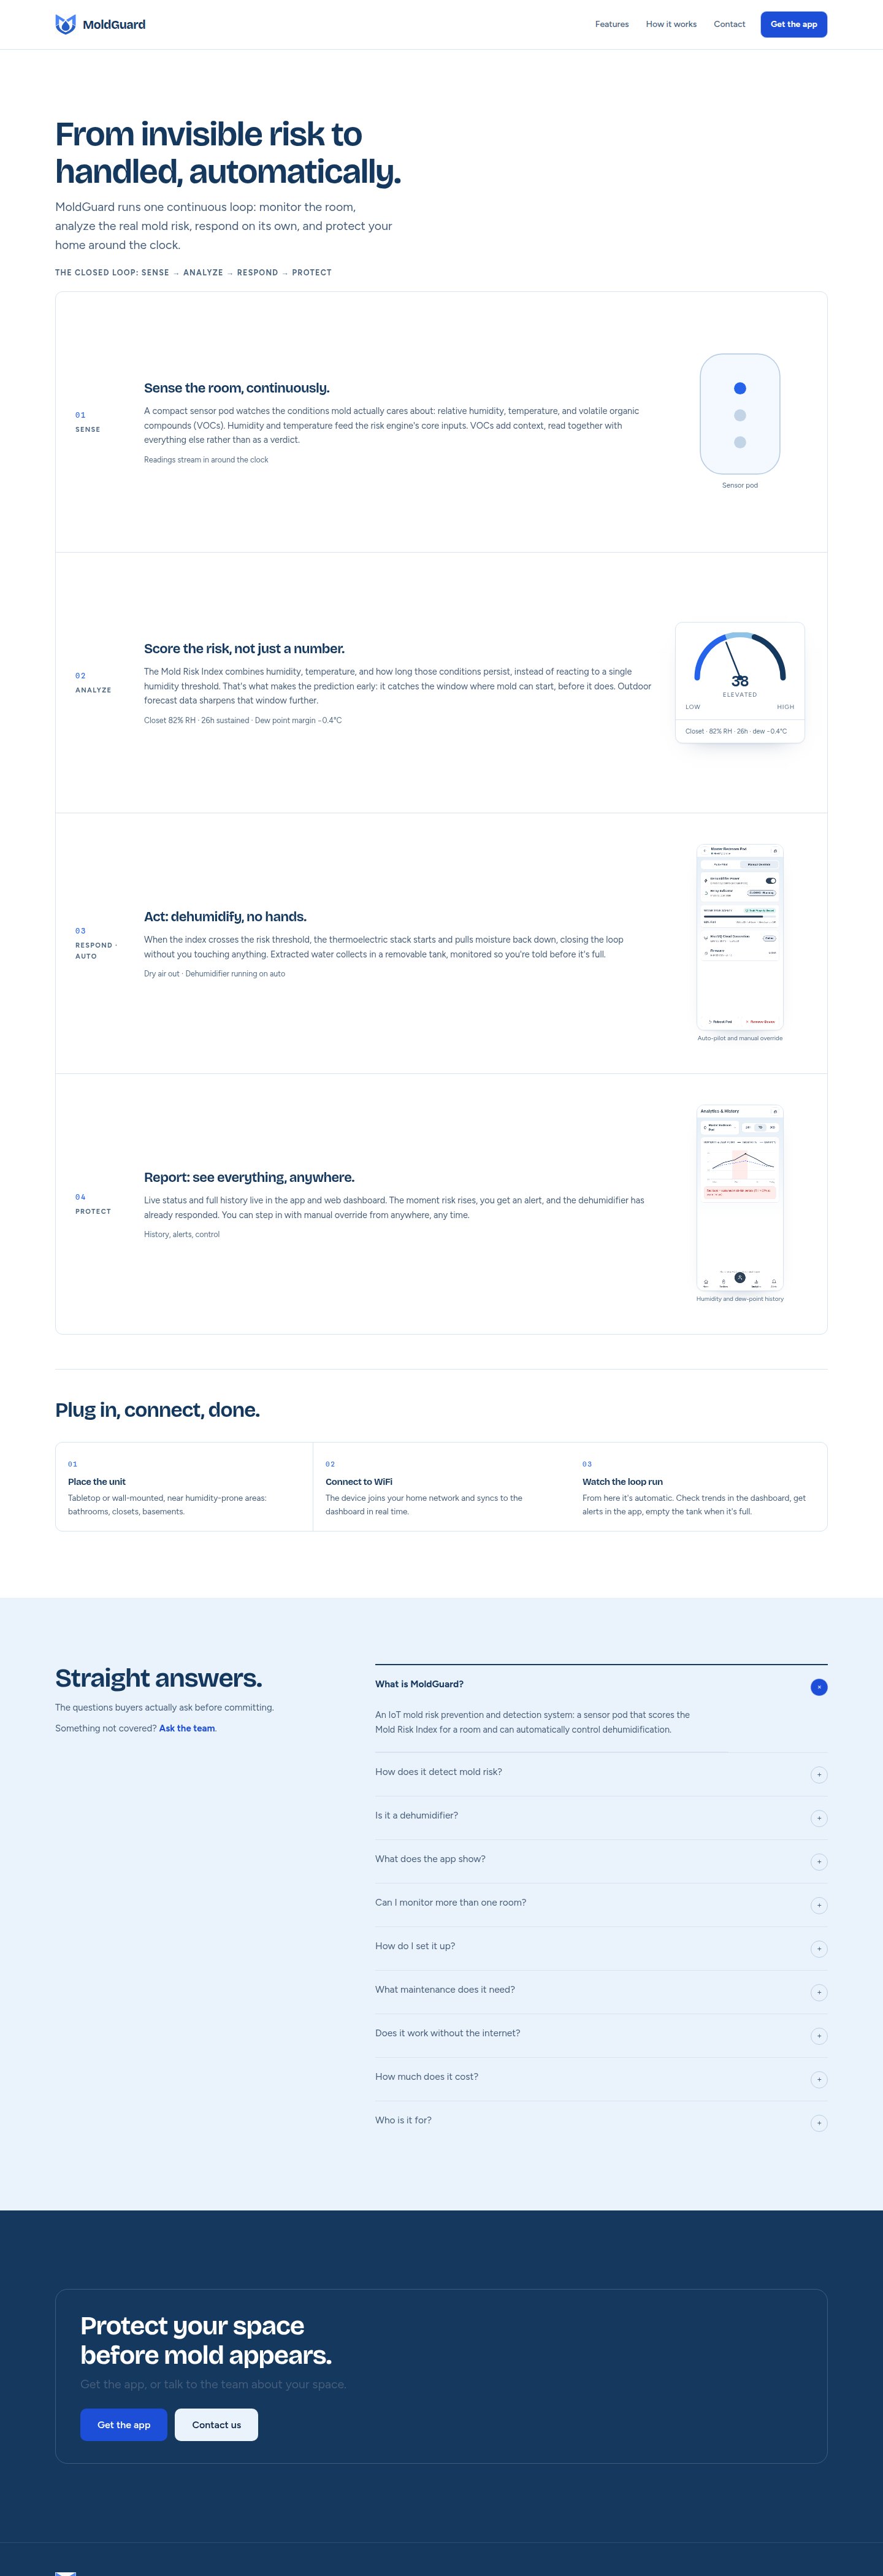 MoldGuard
Features
How it works
Contact
Get the app
From invisible risk to
handled, automatically.
MoldGuard runs one continuous loop: monitor the room,
analyze the real mold risk, respond on its own, and protect your
home around the clock.
THE CLOSED LOOP: SENSE → ANALYZE → RESPOND → PROTECT
01
SENSE
Sense the room, continuously.
A compact sensor pod watches the conditions mold actually cares about: relative humidity, temperature, and volatile organic
compounds (VOCs). Humidity and temperature feed the risk engine's core inputs. VOCs add context, read together with
everything else rather than as a verdict.
Readings stream in around the clock
Sensor pod
02
ANALYZE
Score the risk, not just a number.
The Mold Risk Index combines humidity, temperature, and how long those conditions persist, instead of reacting to a single
humidity threshold. That's what makes the prediction early: it catches the window where mold can start, before it does. Outdoor
forecast data sharpens that window further.
Closet 82% RH · 26h sustained · Dew point margin −0.4°C
38
ELEVATED
LOW
HIGH
Closet · 82% RH · 26h · dew −0.4°C
03
RESPOND ·
AUTO
Act: dehumidify, no hands.
When the index crosses the risk threshold, the thermoelectric stack starts and pulls moisture back down, closing the loop
without you touching anything. Extracted water collects in a removable tank, monitored so you're told before it's full.
Dry air out · Dehumidifier running on auto
Auto-pilot and manual override
04
PROTECT
Report: see everything, anywhere.
Live status and full history live in the app and web dashboard. The moment risk rises, you get an alert, and the dehumidifier has
already responded. You can step in with manual override from anywhere, any time.
History, alerts, control
Analytics & History
Humidity and dew-point history
Plug in, connect, done.
01
Place the unit
Tabletop or wall-mounted, near humidity-prone areas:
bathrooms, closets, basements.
02
Connect to WiFi
The device joins your home network and syncs to the
dashboard in real time.
03
Watch the loop run
From here it's automatic. Check trends in the dashboard, get
alerts in the app, empty the tank when it's full.
Straight answers.
The questions buyers actually ask before committing.
Something not covered? Ask the team.
What is MoldGuard?
An IoT mold risk prevention and detection system: a sensor pod that scores the
Mold Risk Index for a room and can automatically control dehumidification.
How does it detect mold risk?
+
Is it a dehumidifier?
+
What does the app show?
+
Can I monitor more than one room?
+
How do I set it up?
+
What maintenance does it need?
+
Does it work without the internet?
+
How much does it cost?
+
Who is it for?
+
Protect your space
before mold appears.
Get the app, or talk to the team about your space.
Get the app
Contact us